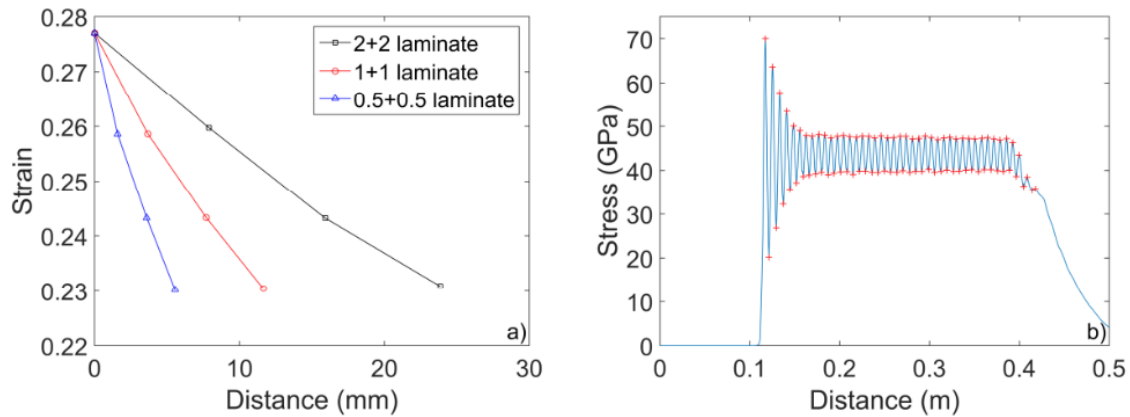 0.28
0.27
0.26
0.25
0.24
0.23
0.22
Strain
0
10
20
30
Distance (mm)
2+2 laminate
1+1 laminate
0.5+0.5 laminate
a)
70
60
50
40
30
20
10
0
Stress (GPa)
0
0.1
0.2
0.3
0.4
0.5
Distance (m)
b)